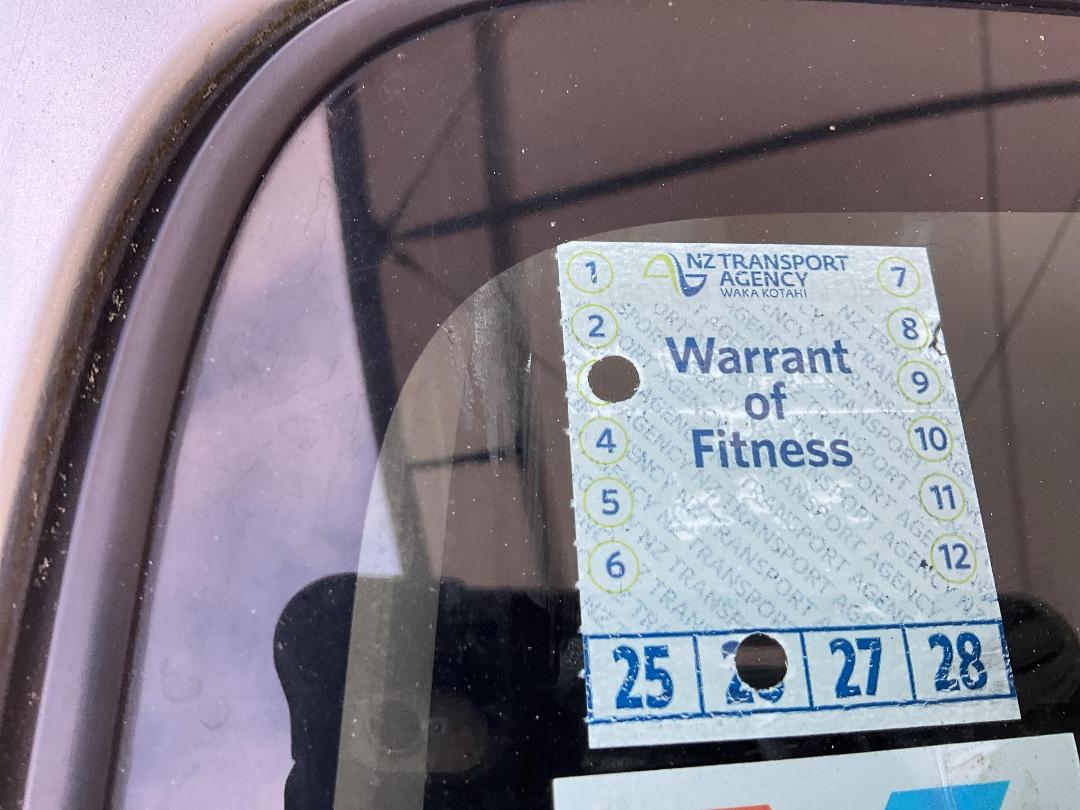 NZ TRANSPORT
AGENCY
WAKA KOTAHI
1
7
2
8
Warrant
of
Fitness
9
4
10
5
11
6
12
25
27
28